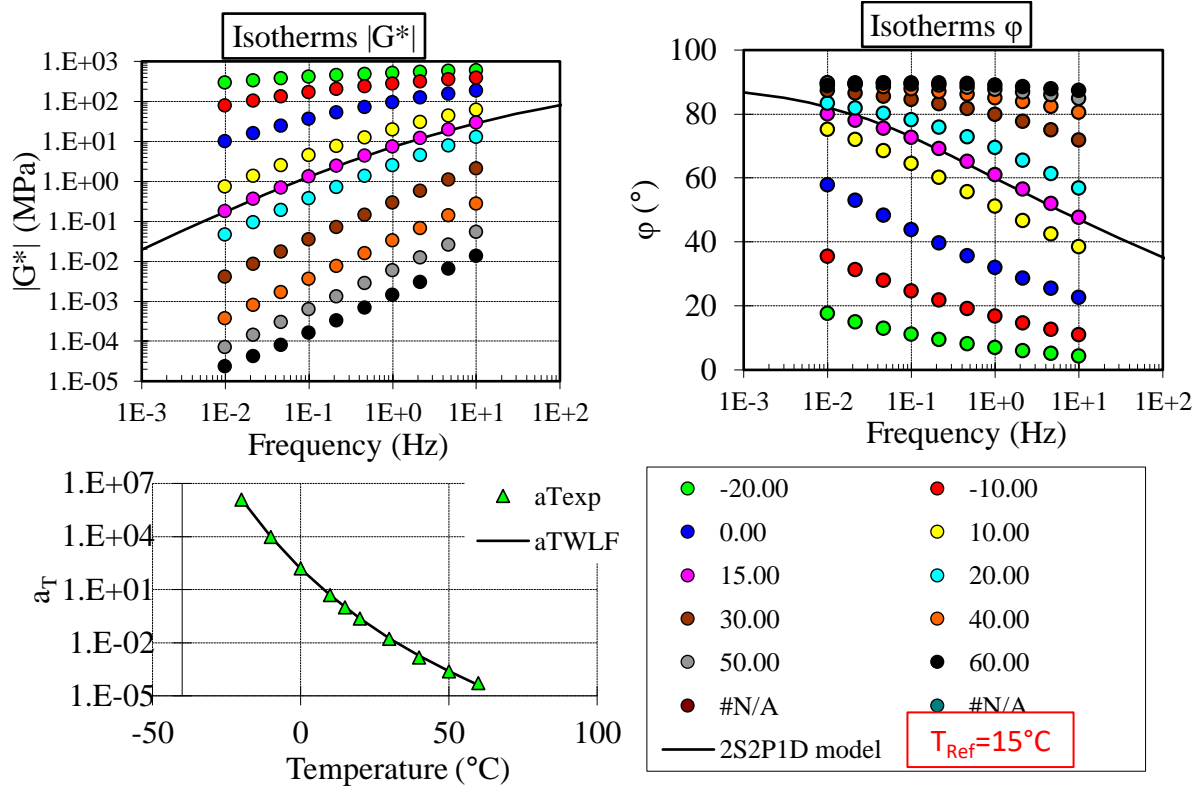 Isotherms |G*|
1.E+03
1.E+02
1.E+01
1.E+00
1.E-01
1.E-02
1.E-03
1.E-04
1.E-05
|G*| (MPa)
1E-3 1E-2 1E-1 1E+0 1E+1 1E+2
Frequency (Hz)
Isotherms φ
100
80
60
40
20
0
φ (°)
1E-3 1E-2 1E-1 1E+0 1E+1 1E+2
Frequency (Hz)
1.E+07
1.E+04
1.E+01
1.E-02
1.E-05
aT
-50 0 50 100
Temperature (°C)
aTexp
aTWLF
-20.00 -10.00
0.00 10.00
15.00 20.00
30.00 40.00
50.00 60.00
#N/A #N/A
2S2P1D model
TRef=15°C